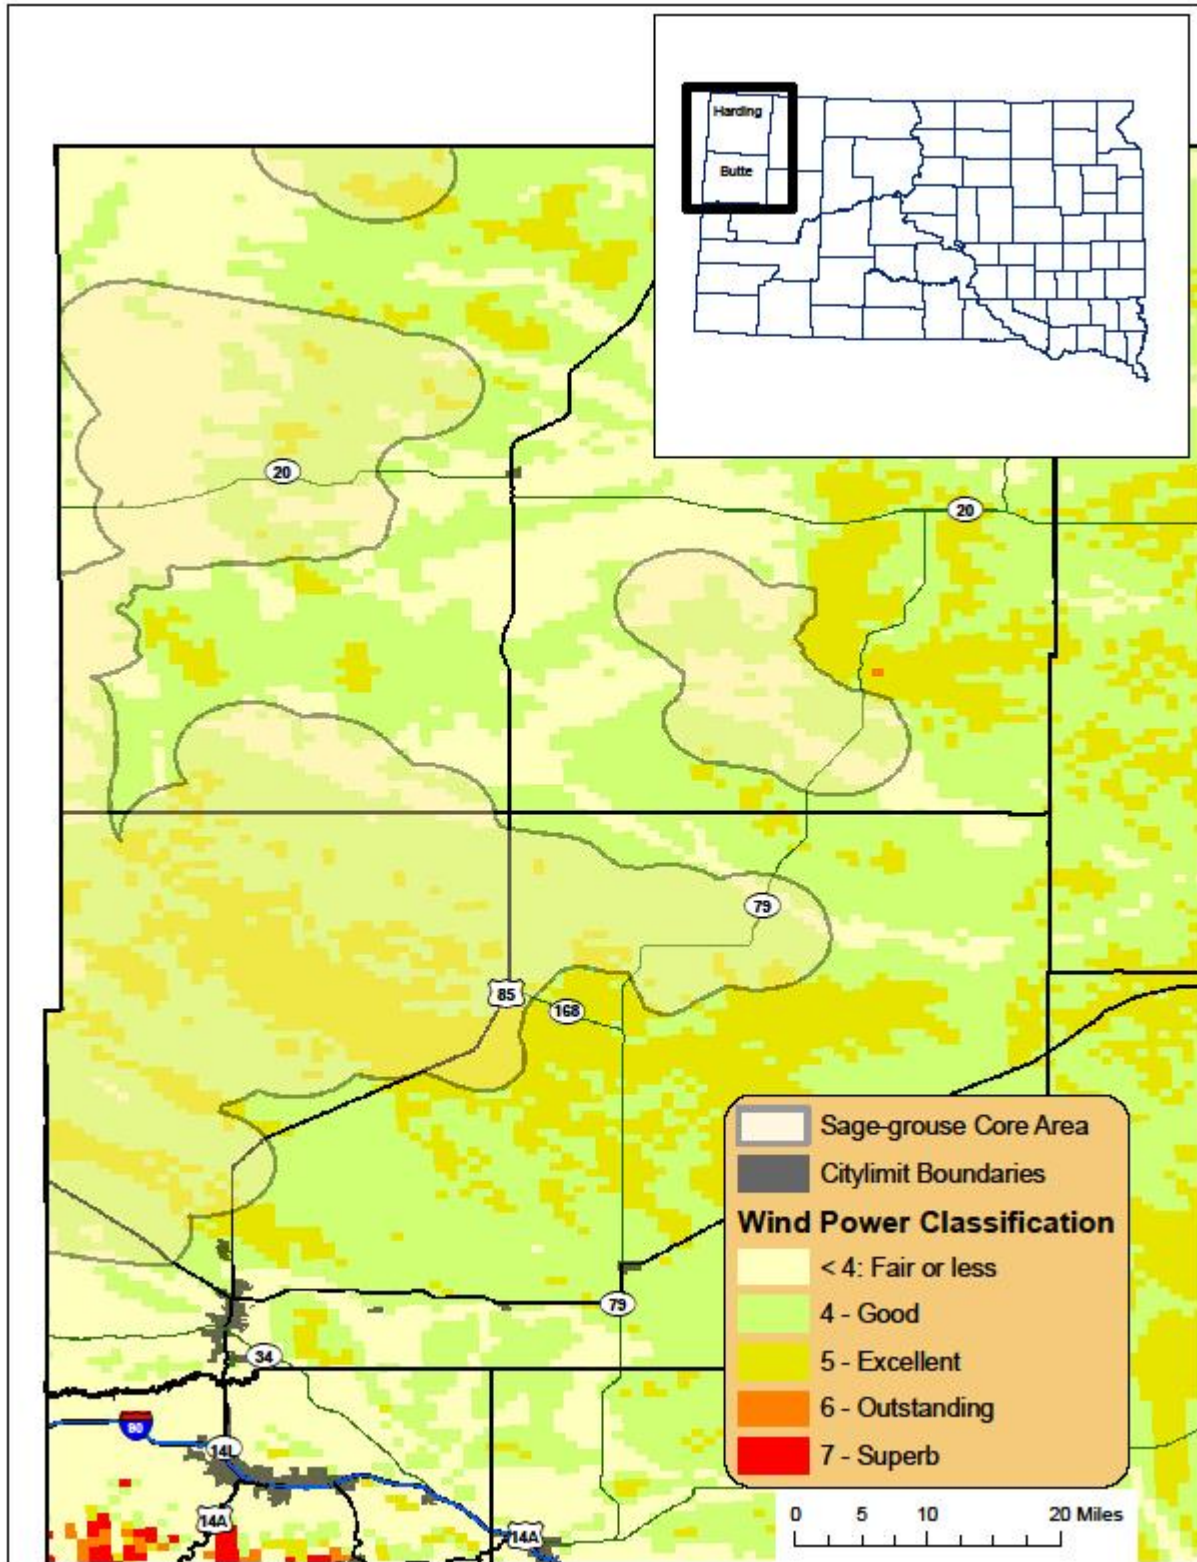 Harding
Butte
20
20
79
85
168
79
34
90
14L
14A
14A
Sage-grouse Core Area
Citylimit Boundaries
Wind Power Classification
< 4: Fair or less
4 - Good
5 - Excellent
6 - Outstanding
7 - Superb
0 5 10 20 Miles